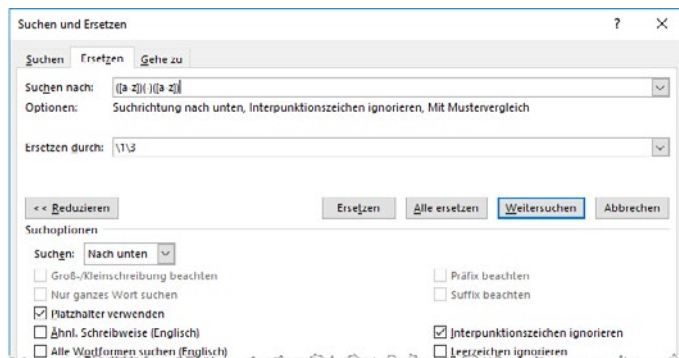 Suchen und Ersetzen ? ×
Suchen Ersetzen Gehe zu
Suchen nach: ([a-z])(-)([a-z])
Optionen: Suchrichtung nach unten, Interpunktionszeichen ignorieren, Mit Mustervergleich
Ersetzen durch: \1\3
<< Reduzieren Ersetzen Alle ersetzen Weitersuchen Abbrechen
Suchoptionen
Suchen: Nach unten
Groß-/Kleinschreibung beachten Präfix beachten
Nur ganzes Wort suchen Suffix beachten
Platzhalter verwenden
Ähnl. Schreibweise (Englisch) Interpunktionszeichen ignorieren
Alle Wortformen suchen (Englisch) Leerzeichen ignorieren